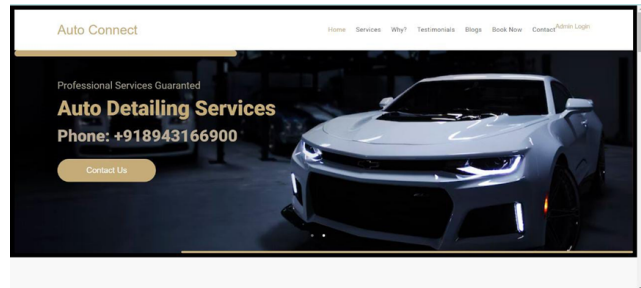 Auto Connect
Home Services Why? Testimonials Blogs Book Now Contact Admin Login
Professional Services Guaranted
Auto Detailing Services
Phone: +918943166900
Contact Us